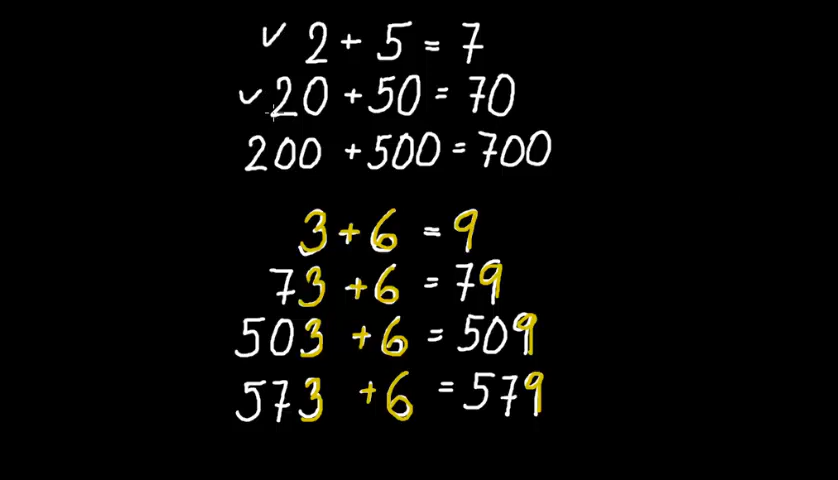 ✓ 2 + 5 = 7
✓ 20 + 50 = 70
200 + 500 = 700
3 + 6 = 9
73 + 6 = 79
503 + 6 = 509
573 + 6 = 579